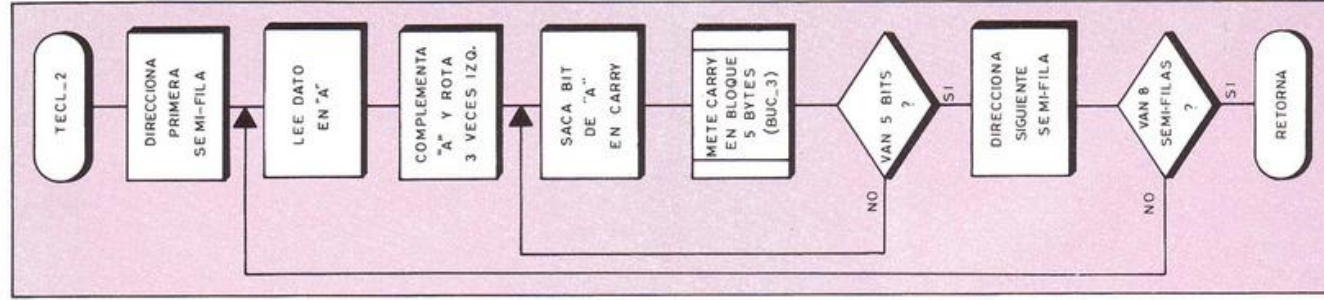 TECL_2
DIRECCIONA
PRIMERA
SEMI-FILA
LEE DATO
EN "A"
COMPLEMENTA
"A" Y ROTA
3 VECES IZQ.
SACA BIT
DE "A"
EN CARRY
METE CARRY
EN BLOQUE
5 BYTES
(BUC_3)
VAN 5 BITS
?
NO
SI
DIRECCIONA
SIGUIENTE
SEMI-FILA
VAN 8
SEMI-FILAS
?
NO
SI
RETORNA